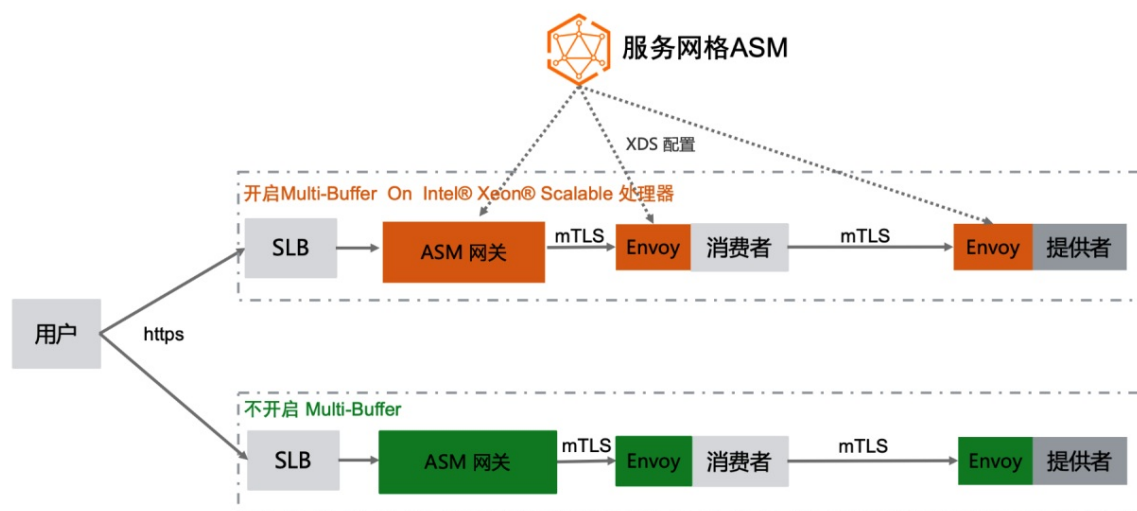 服务网格ASM
XDS 配置
开启Multi-Buffer On Intel® Xeon® Scalable 处理器
SLB
ASM 网关
mTLS
Envoy
消费者
mTLS
Envoy
提供者
用户
https
不开启 Multi-Buffer
SLB
ASM 网关
mTLS
Envoy
消费者
mTLS
Envoy
提供者